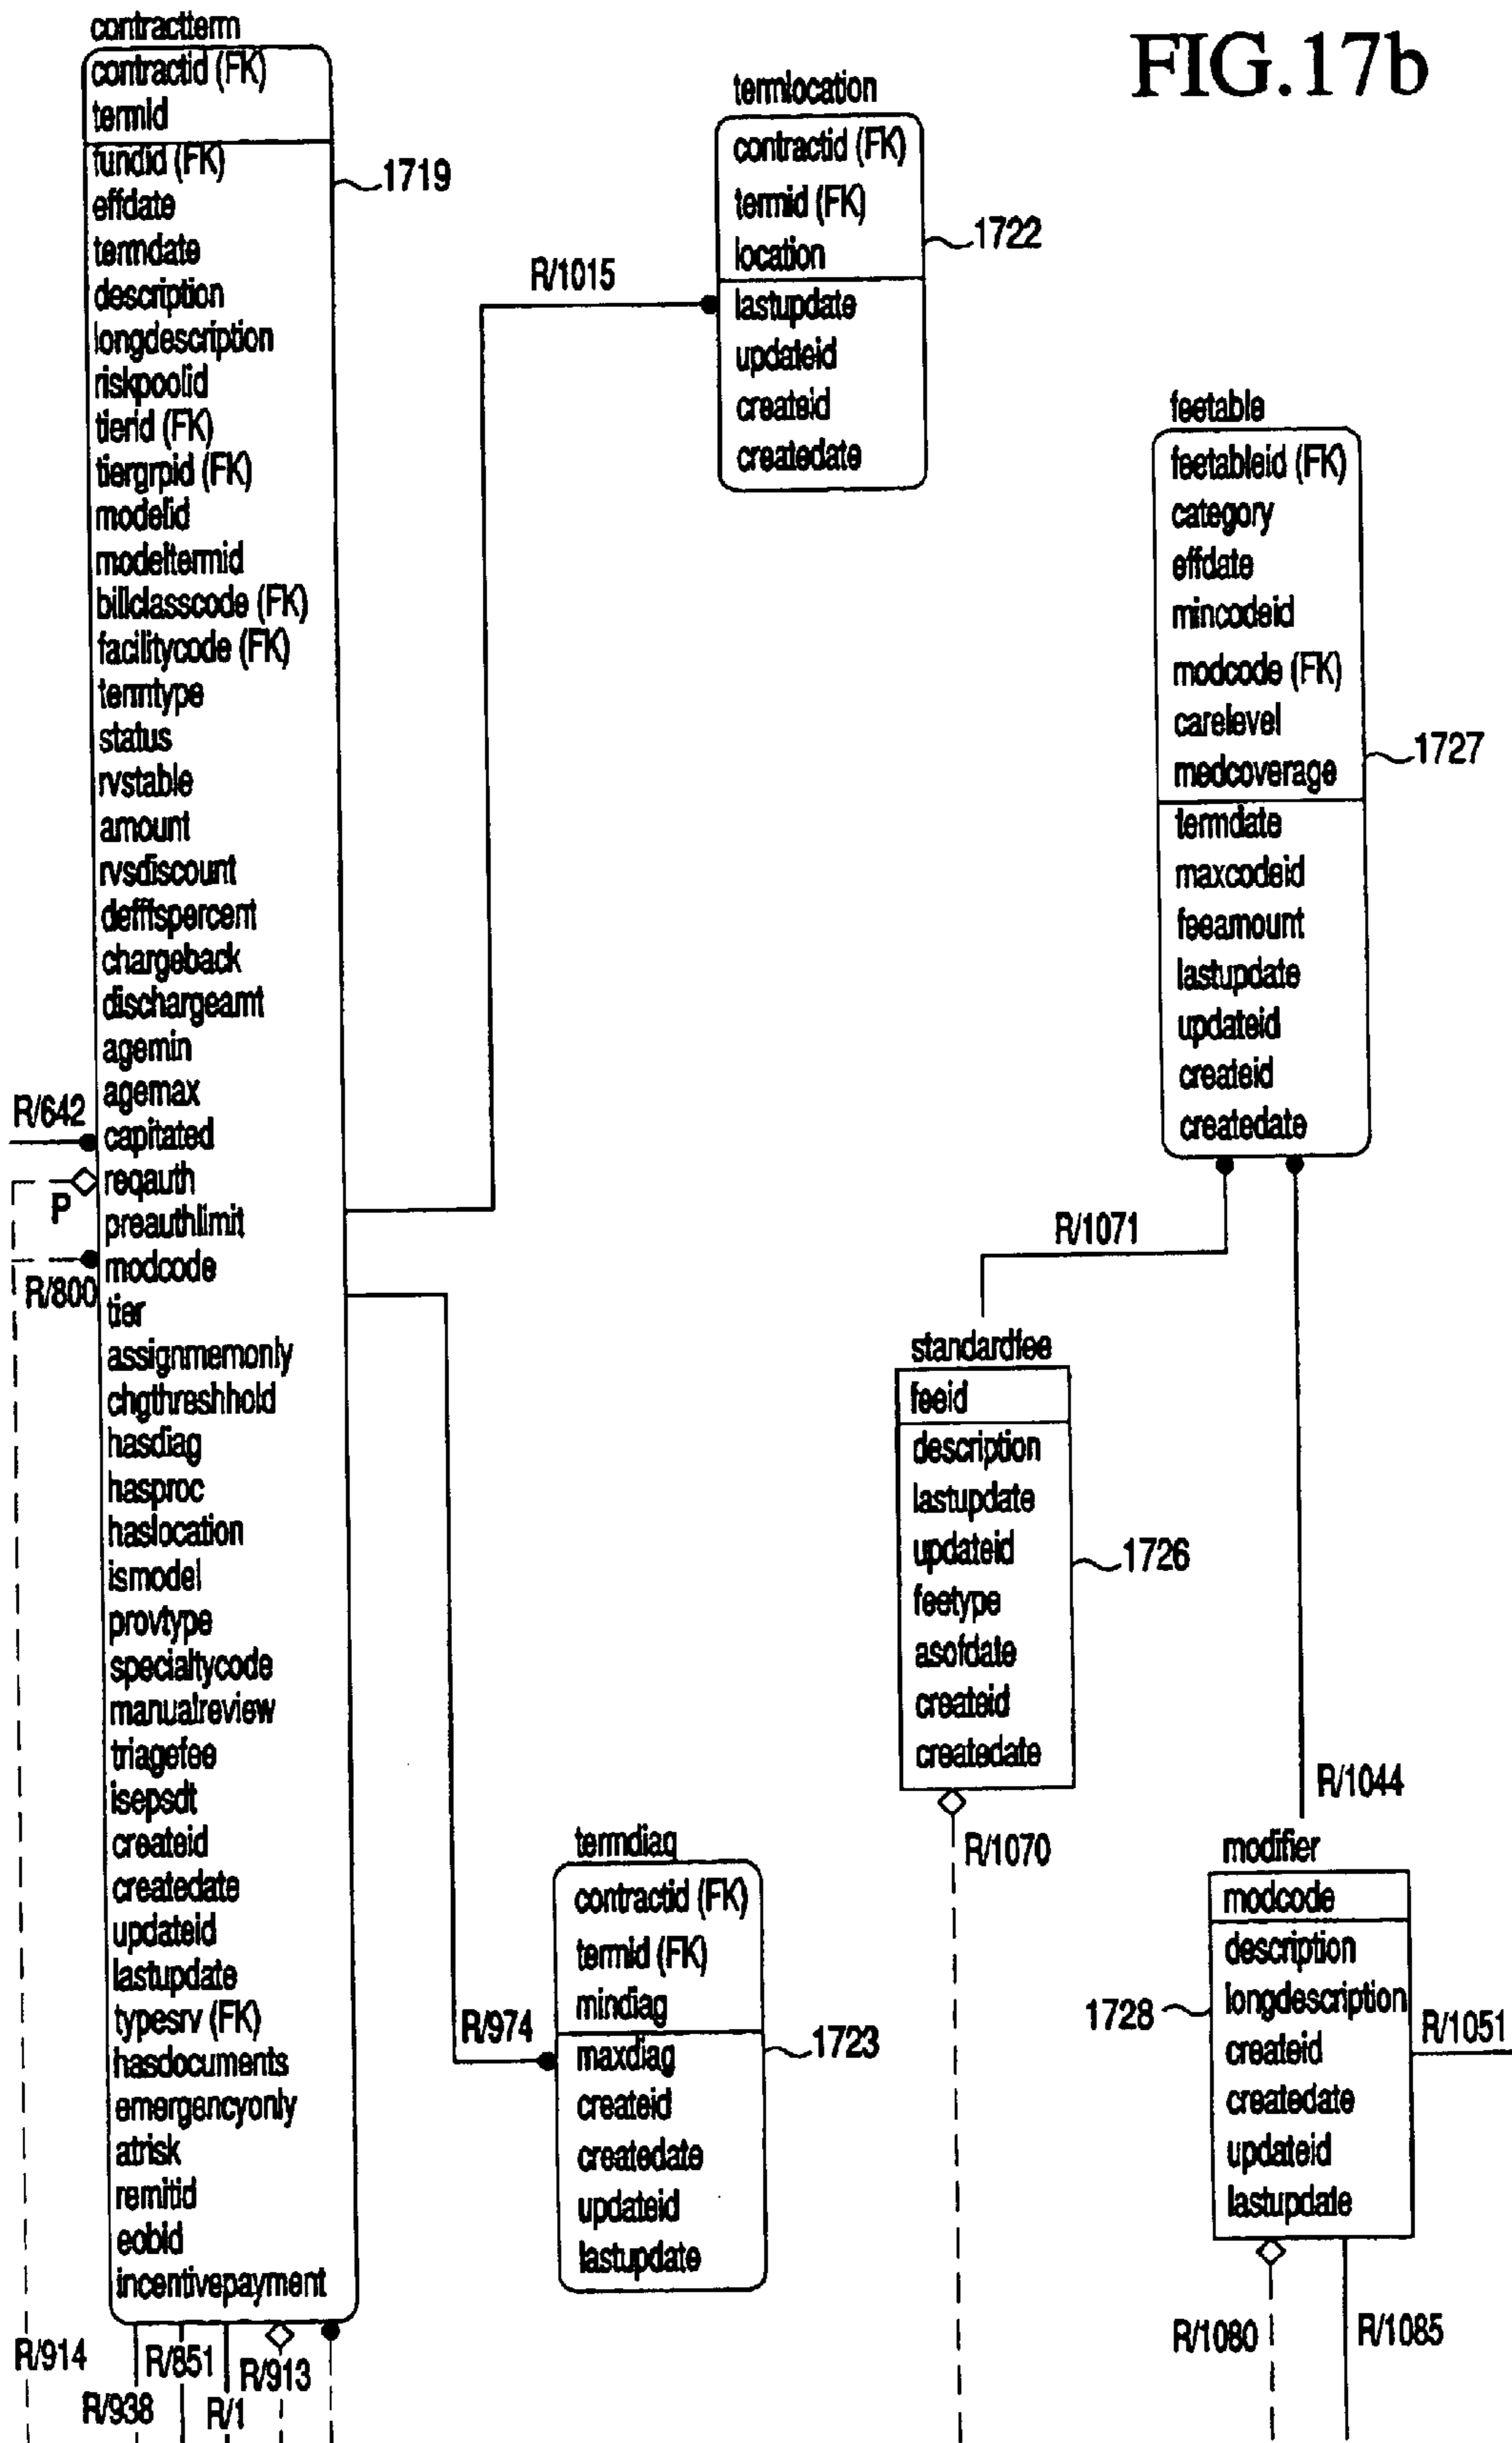 FIG.17b
contractterm
contractid (FK)
termid
fundid (FK)
effdate
termdate
description
longdescription
riskpoolid
tierid (FK)
tiergrpid (FK)
modelid
modeltermid
billclasscode (FK)
facilitycode (FK)
termtype
status
rvstable
amount
rvsdiscount
defffspercent
chargeback
dischargeamt
agemin
agemax
capitated
reqauth
preauthlimit
modcode
tier
assignmemonly
chgthreshhold
hasdiag
hasproc
haslocation
ismodel
provtype
specialtycode
manualreview
triagefee
isepsdt
createid
createdate
updateid
lastupdate
typesrv (FK)
hasdocuments
emergencyonly
atrisk
remitid
eobid
incentivepayment
1719
R/642
P
R/800
R/914
R/938
R/851
R/1
R/913
R/1015
termlocation
contractid (FK)
termid (FK)
location
lastupdate
updateid
createid
createdate
1722
R/974
termdiag
contractid (FK)
termid (FK)
mindiag
maxdiag
createid
createdate
updateid
lastupdate
1723
feetable
feetableid (FK)
category
effdate
mincodeid
modcode (FK)
carelevel
medcoverage
termdate
maxcodeid
feeamount
lastupdate
updateid
createid
createdate
1727
R/1071
standardfee
feeid
description
lastupdate
updateid
feetype
asofdate
createid
createdate
1726
R/1070
R/1044
modifier
modcode
description
longdescription
createid
createdate
updateid
lastupdate
1728
R/1051
R/1080
R/1085